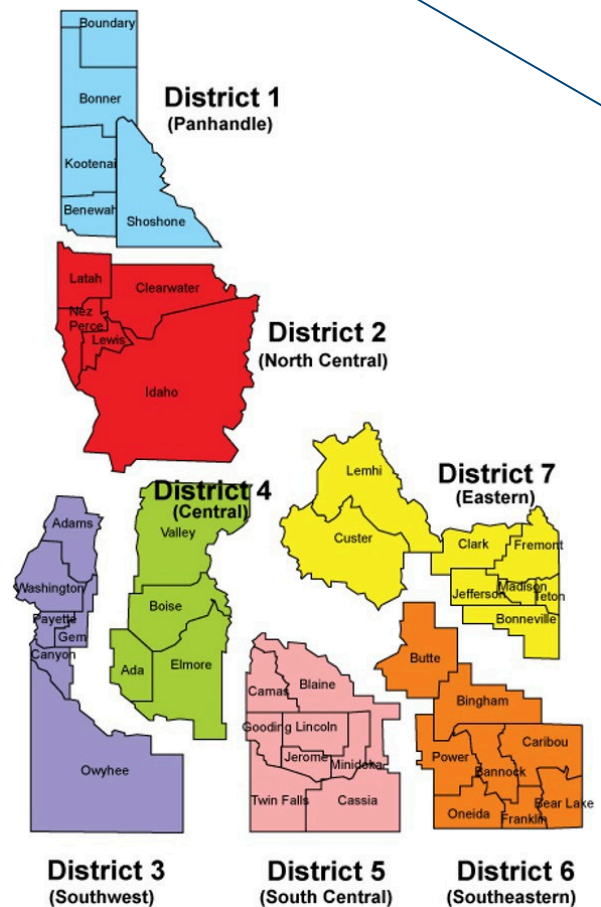 Boundary
Bonner
District 1
(Panhandle)
Kootenai
Benewah
Shoshone
Latah
Clearwater
Nez
Perce
Lewis
District 2
(North Central)
Idaho
Lemhi
District 7
(Eastern)
District 4
(Central)
Adams
Valley
Custer
Clark
Fremont
Washington
Boise
Jefferson
Madison
Teton
Payette
Gem
Bonneville
Canyon
Ada
Elmore
Butte
Camas
Blaine
Bingham
Gooding
Lincoln
Caribou
Jerome
Minidoka
Power
Bannock
Owyhee
Twin Falls
Cassia
Oneida
Franklin
Bear Lake
District 3
(Southwest)
District 5
(South Central)
District 6
(Southeastern)